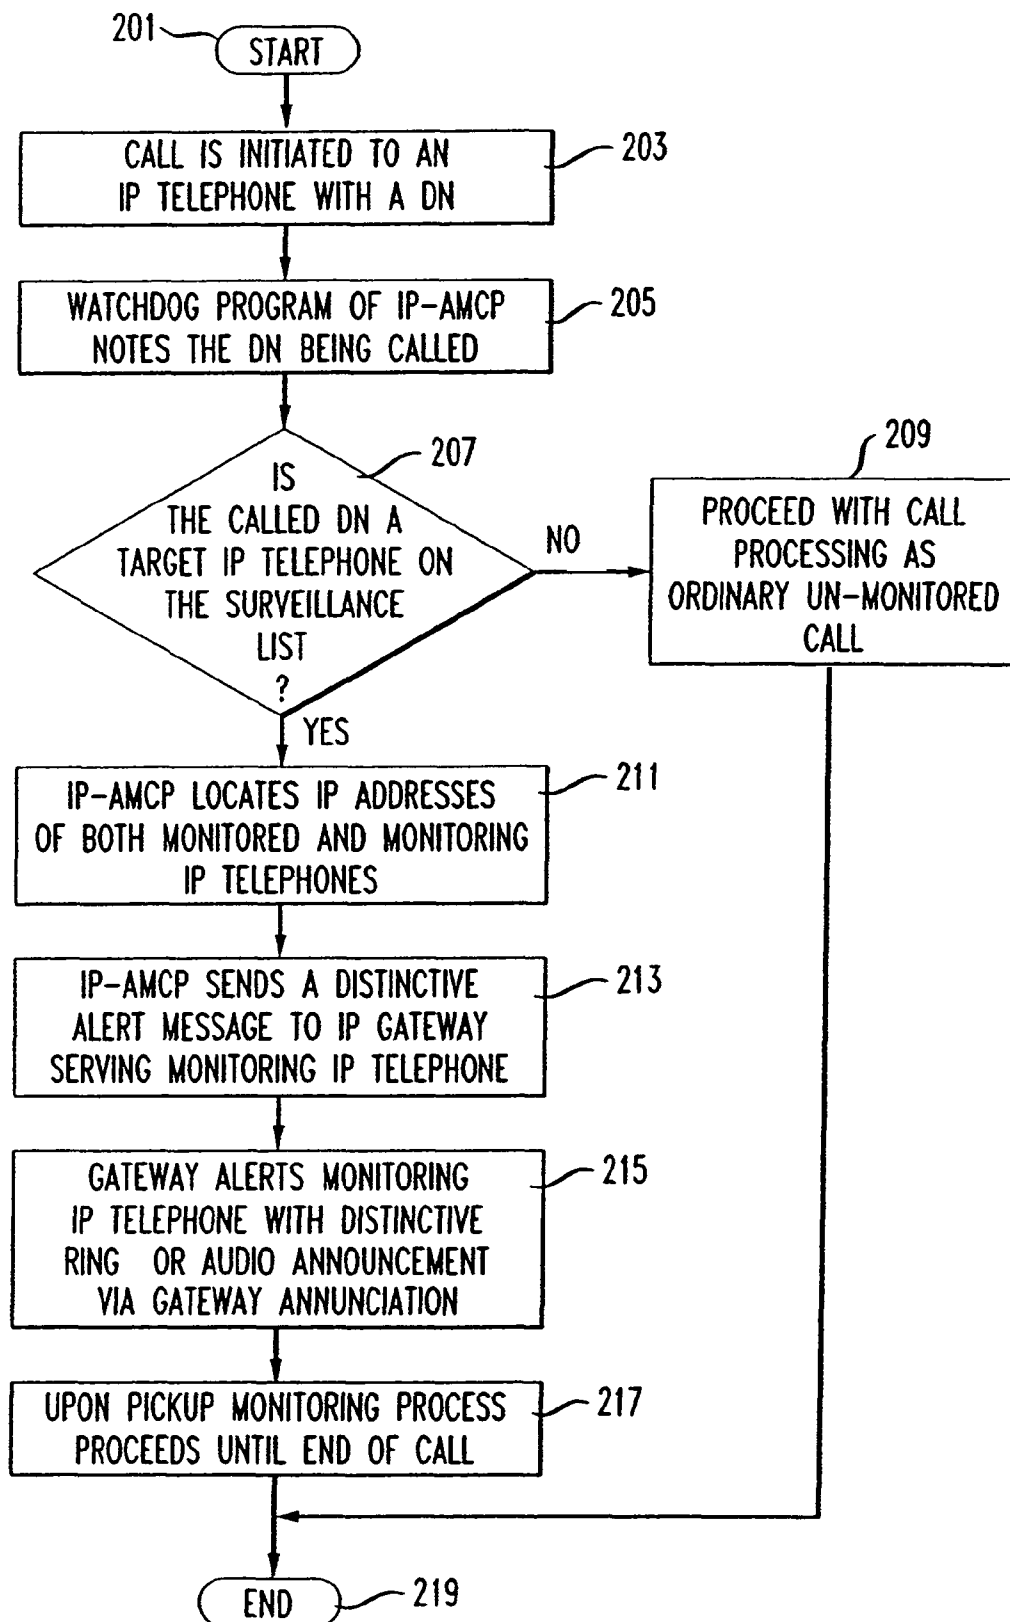 201
START
CALL IS INITIATED TO AN
IP TELEPHONE WITH A DN
203
WATCHDOG PROGRAM OF IP-AMCP
NOTES THE DN BEING CALLED
205
207
IS
THE CALLED DN A
TARGET IP TELEPHONE ON
THE SURVEILLANCE
LIST
?
NO
YES
209
PROCEED WITH CALL
PROCESSING AS
ORDINARY UN-MONITORED
CALL
IP-AMCP LOCATES IP ADDRESSES
OF BOTH MONITORED AND MONITORING
IP TELEPHONES
211
IP-AMCP SENDS A DISTINCTIVE
ALERT MESSAGE TO IP GATEWAY
SERVING MONITORING IP TELEPHONE
213
GATEWAY ALERTS MONITORING
IP TELEPHONE WITH DISTINCTIVE
RING OR AUDIO ANNOUNCEMENT
VIA GATEWAY ANNUNCIATION
215
UPON PICKUP MONITORING PROCESS
PROCEEDS UNTIL END OF CALL
217
END
219